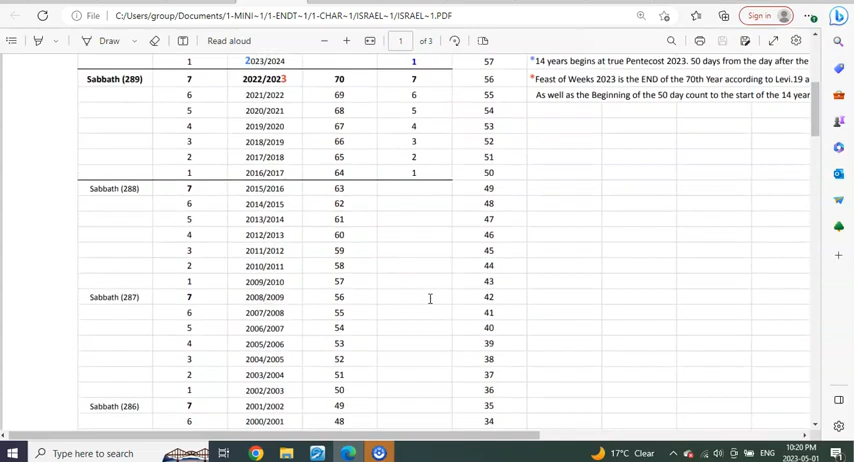 C:/Users/group/Documents/1-MINI~1/1-ENDT~1/1-CHAR~1/ISRAEL~1/ISRAEL~1.PDF
Sign in
Draw
Read aloud
1 of 3
1 2023/2024 1 57 *14 years begins at true Pentecost 2023. 50 days from the day after the
Sabbath (289) 7 2022/2023 70 7 56 *Feast of Weeks 2023 is the END of the 70th Year according to Levi.19 a
6 2021/2022 69 6 55 As well as the Beginning of the 50 day count to the start of the 14 year
5 2020/2021 68 5 54
4 2019/2020 67 4 53
3 2018/2019 66 3 52
2 2017/2018 65 2 51
1 2016/2017 64 1 50
Sabbath (288) 7 2015/2016 63 49
6 2014/2015 62 48
5 2013/2014 61 47
4 2012/2013 60 46
3 2011/2012 59 45
2 2010/2011 58 44
1 2009/2010 57 43
Sabbath (287) 7 2008/2009 56 42
6 2007/2008 55 41
5 2006/2007 54 40
4 2005/2006 53 39
3 2004/2005 52 38
2 2003/2004 51 37
1 2002/2003 50 36
Sabbath (286) 7 2001/2002 49 35
6 2000/2001 48 34
Type here to search
17°C Clear
ENG
10:20 PM
2023-05-01